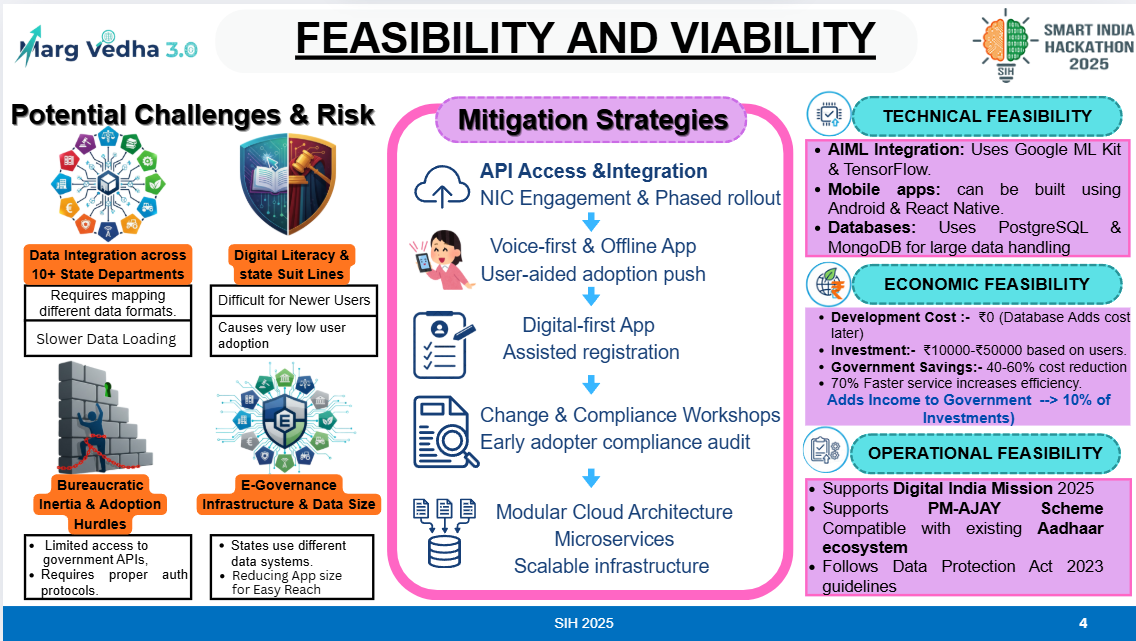 Marg Vedha 3.0
FEASIBILITY AND VIABILITY
SIH
SMART INDIA
HACKATHON
2025
Potential Challenges & Risk
Data Integration across
10+ State Departments
Requires mapping
different data formats.
Slower Data Loading
Digital Literacy &
state Suit Lines
Difficult for Newer Users
Causes very low user
adoption
Bureaucratic
Inertia & Adoption
Hurdles
• Limited access to
government APIs,
• Requires proper auth
protocols.
E
E-Governance
Infrastructure & Data Size
• States use different
data systems.
• Reducing App size
for Easy Reach
Mitigation Strategies
API Access &Integration
NIC Engagement & Phased rollout
Voice-first & Offline App
User-aided adoption push
Digital-first App
Assisted registration
Change & Compliance Workshops
Early adopter compliance audit
Modular Cloud Architecture
Microservices
Scalable infrastructure
TECHNICAL FEASIBILITY
• AIML Integration: Uses Google ML Kit
& TensorFlow.
• Mobile apps: can be built using
Android & React Native.
• Databases: Uses PostgreSQL &
MongoDB for large data handling
ECONOMIC FEASIBILITY
• Development Cost :- ₹0 (Database Adds cost
later)
• Investment:- ₹10000-₹50000 based on users.
• Government Savings:- 40-60% cost reduction
• 70% Faster service increases efficiency.
Adds Income to Government --> 10% of
Investments)
OPERATIONAL FEASIBILITY
• Supports Digital India Mission 2025
• Supports PM-AJAY Scheme
Compatible with existing Aadhaar
ecosystem
• Follows Data Protection Act 2023
guidelines
SIH 2025
4